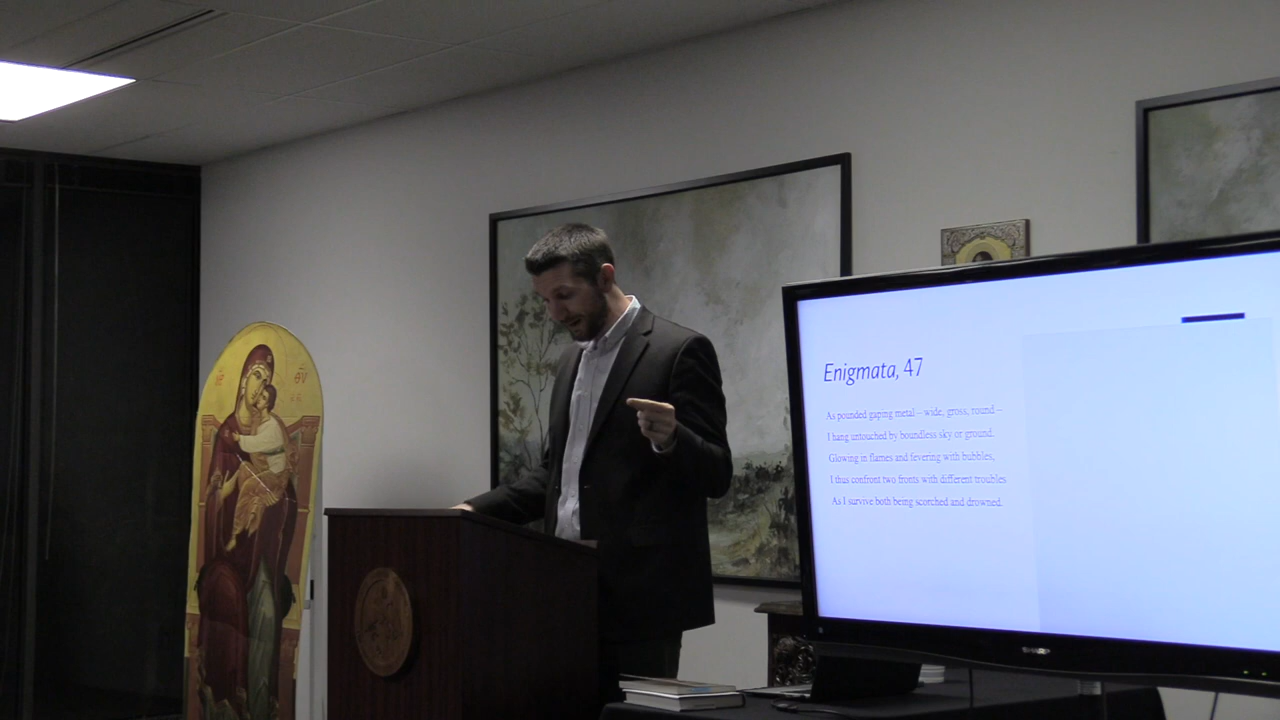 Enigmata, 47
As pounded gaping metal – wide, gross, round –
I hang untouched by boundless sky or ground.
Glowing in flames and fevering with bubbles,
I thus confront two fronts with different troubles
As I survive both being scorched and drowned.
ΘΥ